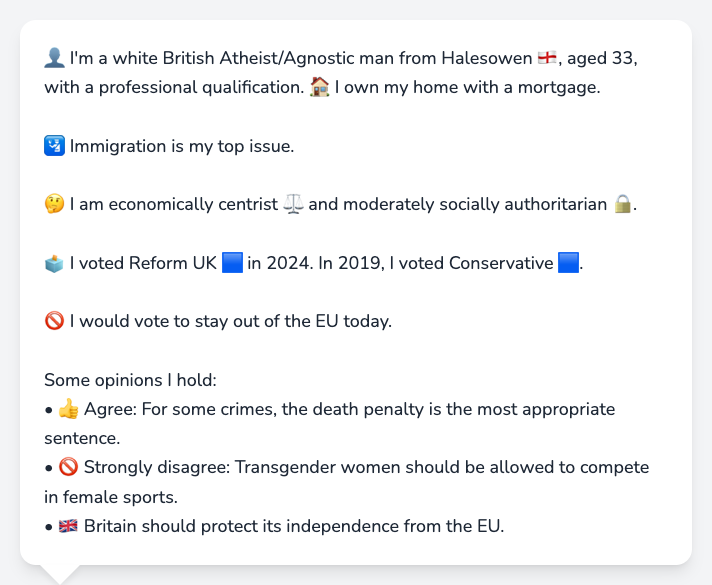 👤 I'm a white British Atheist/Agnostic man from Halesowen 🏴󠁧󠁢󠁥󠁮󠁧󠁿, aged 33,
with a professional qualification. 🏠 I own my home with a mortgage.
🛂 Immigration is my top issue.
🤔 I am economically centrist ⚖️ and moderately socially authoritarian 🔒.
🗳️ I voted Reform UK 🟦 in 2024. In 2019, I voted Conservative 🟦.
🚫 I would vote to stay out of the EU today.
Some opinions I hold:
• 👍 Agree: For some crimes, the death penalty is the most appropriate
sentence.
• 🚫 Strongly disagree: Transgender women should be allowed to compete
in female sports.
• 🇬🇧 Britain should protect its independence from the EU.